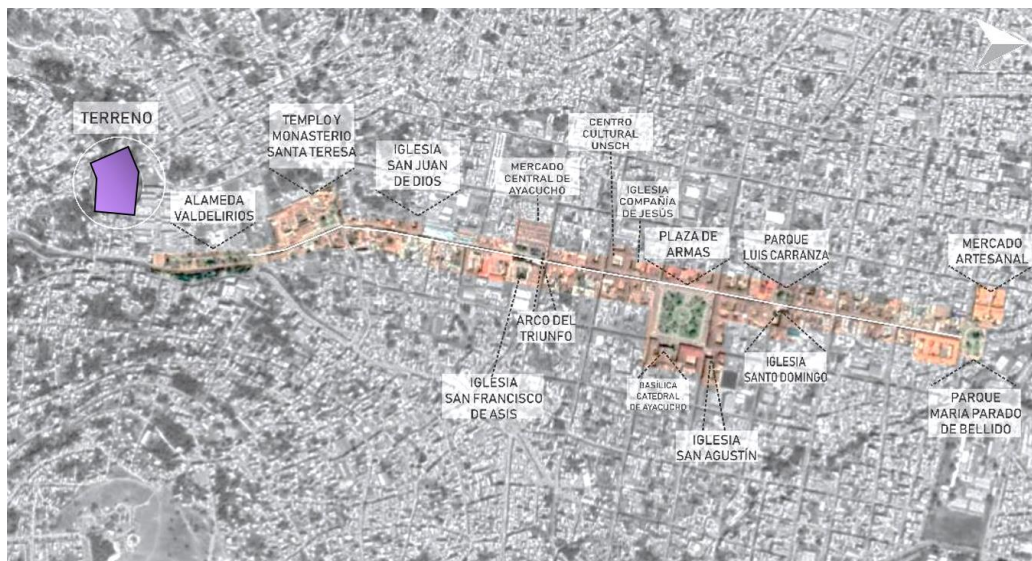 TERRENO
ALAMEDA
VALDELIRIOS
TEMPLO Y
MONASTERIO
SANTA TERESA
IGLESIA
SAN JUAN
DE DIOS
MERCADO
CENTRAL DE
AYACUCHO
CENTRO
CULTURAL
UNSCH
IGLESIA
COMPAÑÍA
DE JESÚS
PLAZA DE
ARMAS
PARQUE
LUIS CARRANZA
MERCADO
ARTESANAL
ARCO DEL
TRIUNFO
IGLESIA
SAN FRANCISCO
DE ASIS
BASÍLICA
CATEDRAL
DE AYACUCHO
IGLESIA
SAN AGUSTÍN
IGLESIA
SANTO DOMINGO
PARQUE
MARIA PARADO
DE BELLIDO